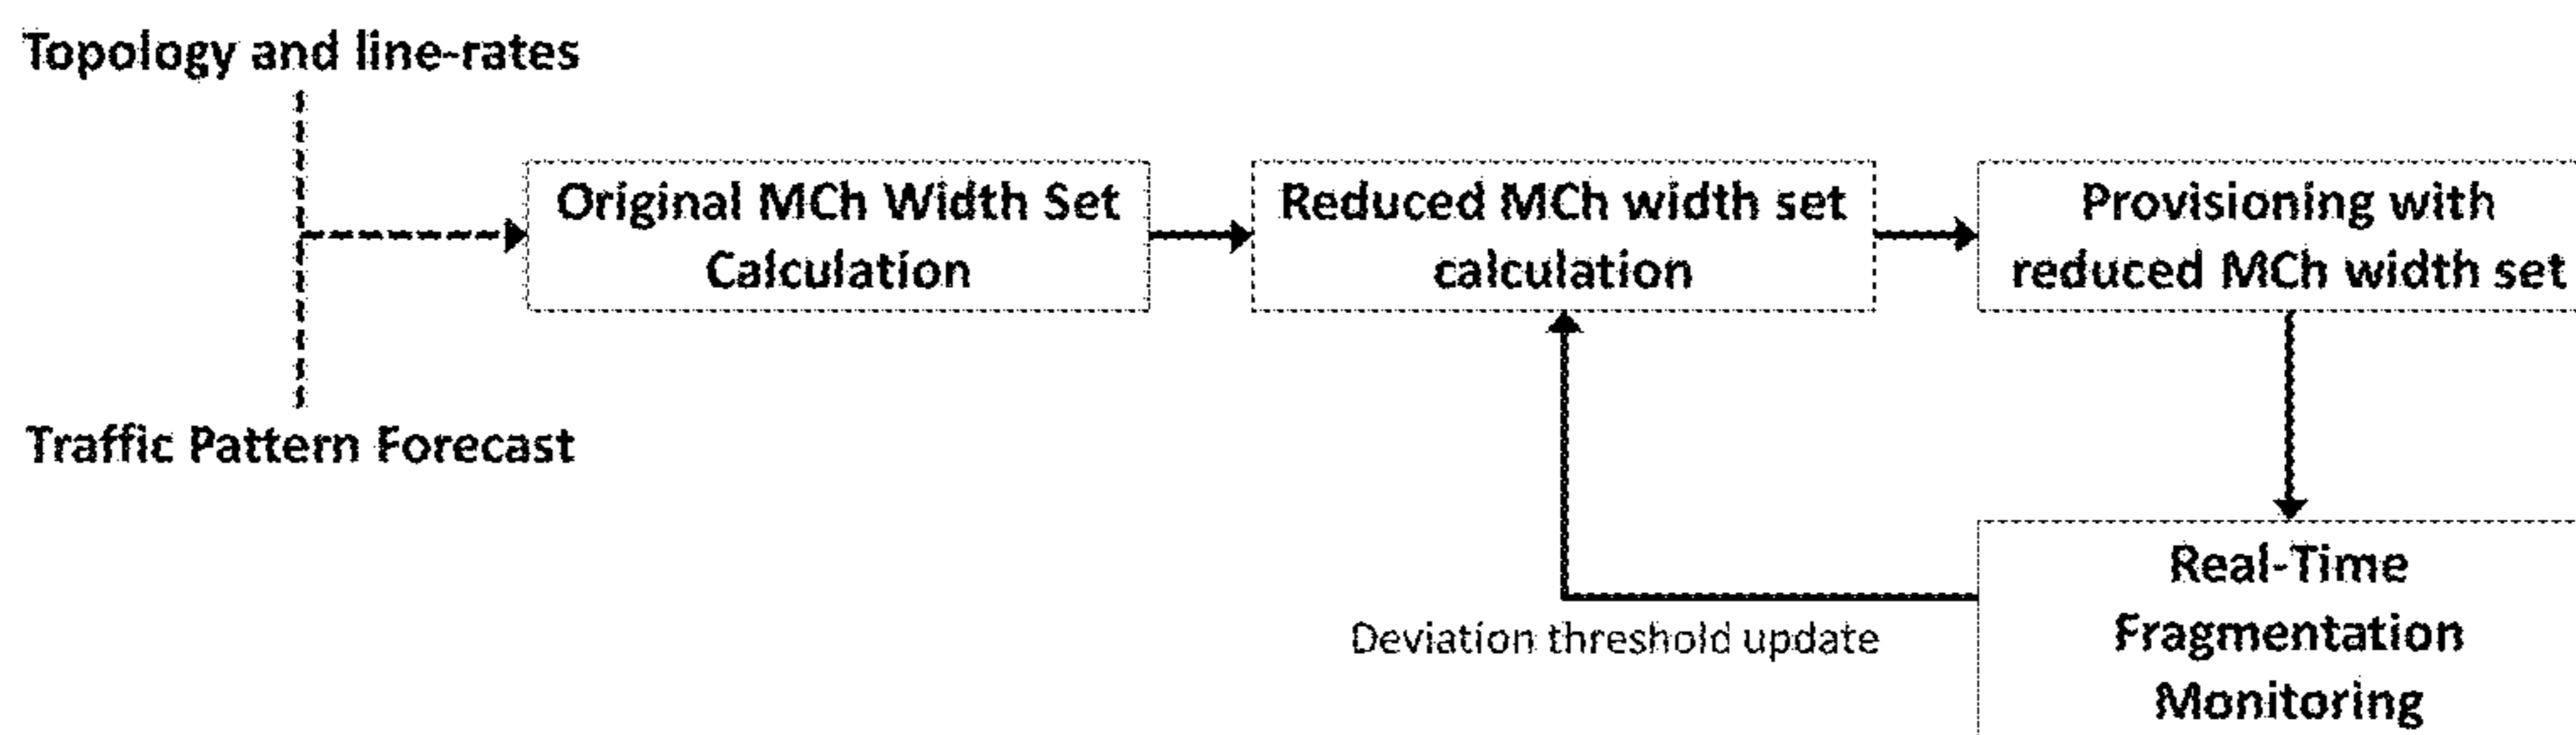 Topology and line-rates
Original MCh Width Set
Calculation
Reduced MCh width set
calculation
Provisioning with
reduced MCh width set
Traffic Pattern Forecast
Real-Time
Fragmentation
Monitoring
Deviation threshold update